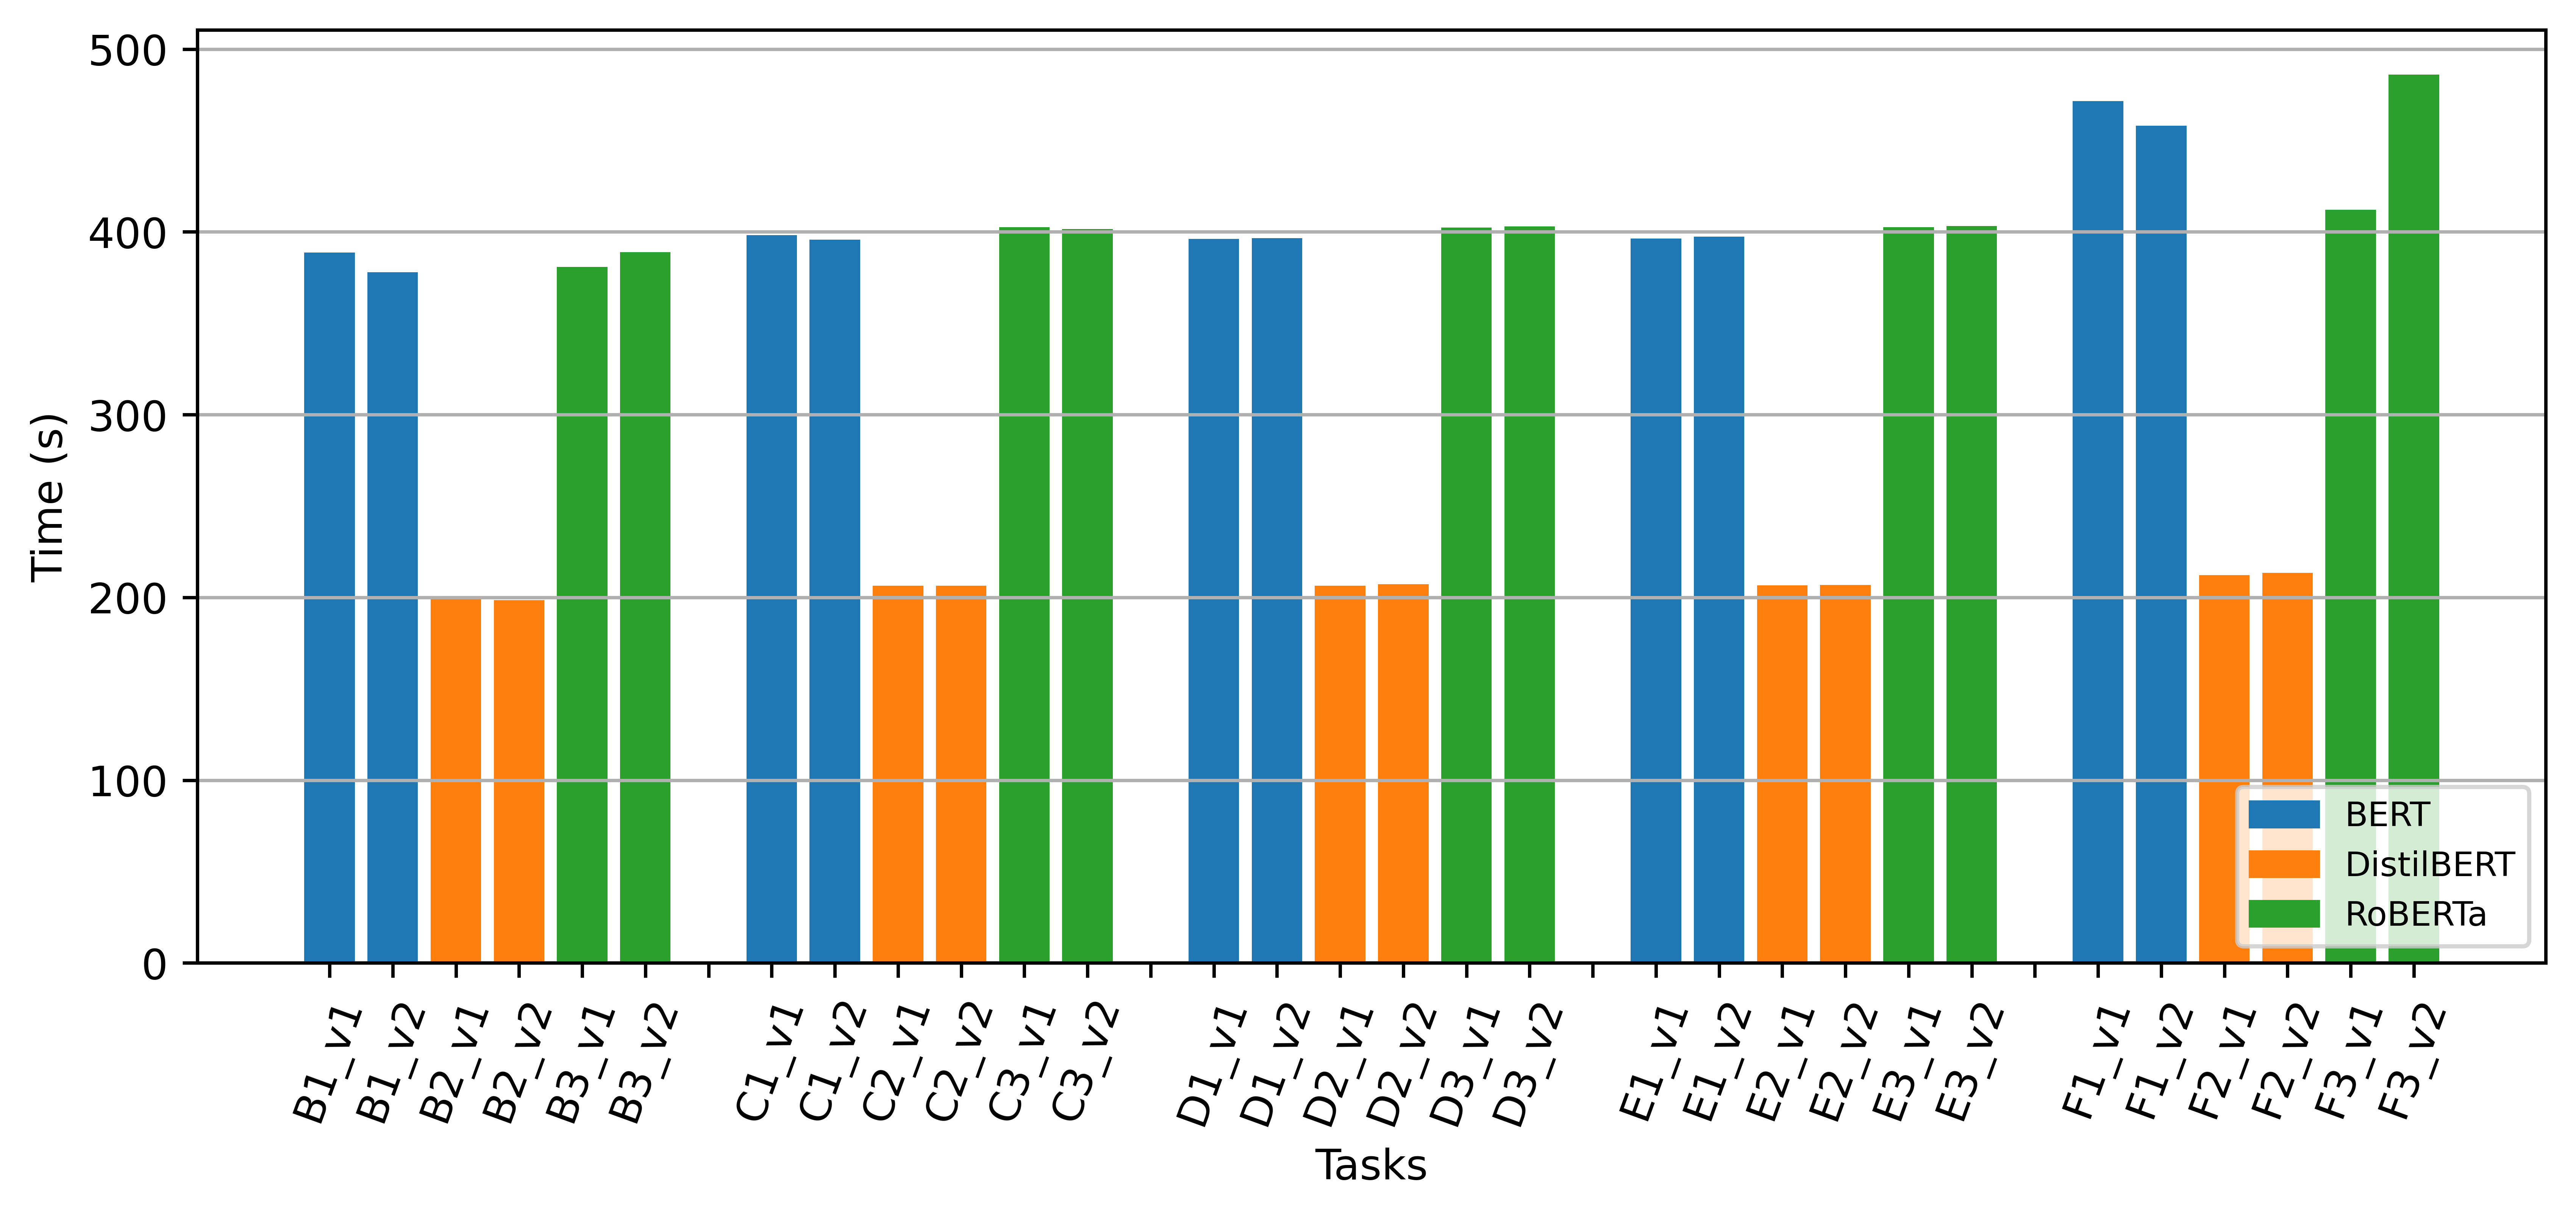 500
400
300
200
100
0
Time (s)
BERT
DistilBERT
RoBERTa
B1_v1
B1_v2
B2_v1
B2_v2
B3_v1
B3_v2
C1_v1
C1_v2
C2_v1
C2_v2
C3_v1
C3_v2
D1_v1
D1_v2
D2_v1
D2_v2
D3_v1
D3_v2
E1_v1
E1_v2
E2_v1
E2_v2
E3_v1
E3_v2
F1_v1
F1_v2
F2_v1
F2_v2
F3_v1
F3_v2
Tasks